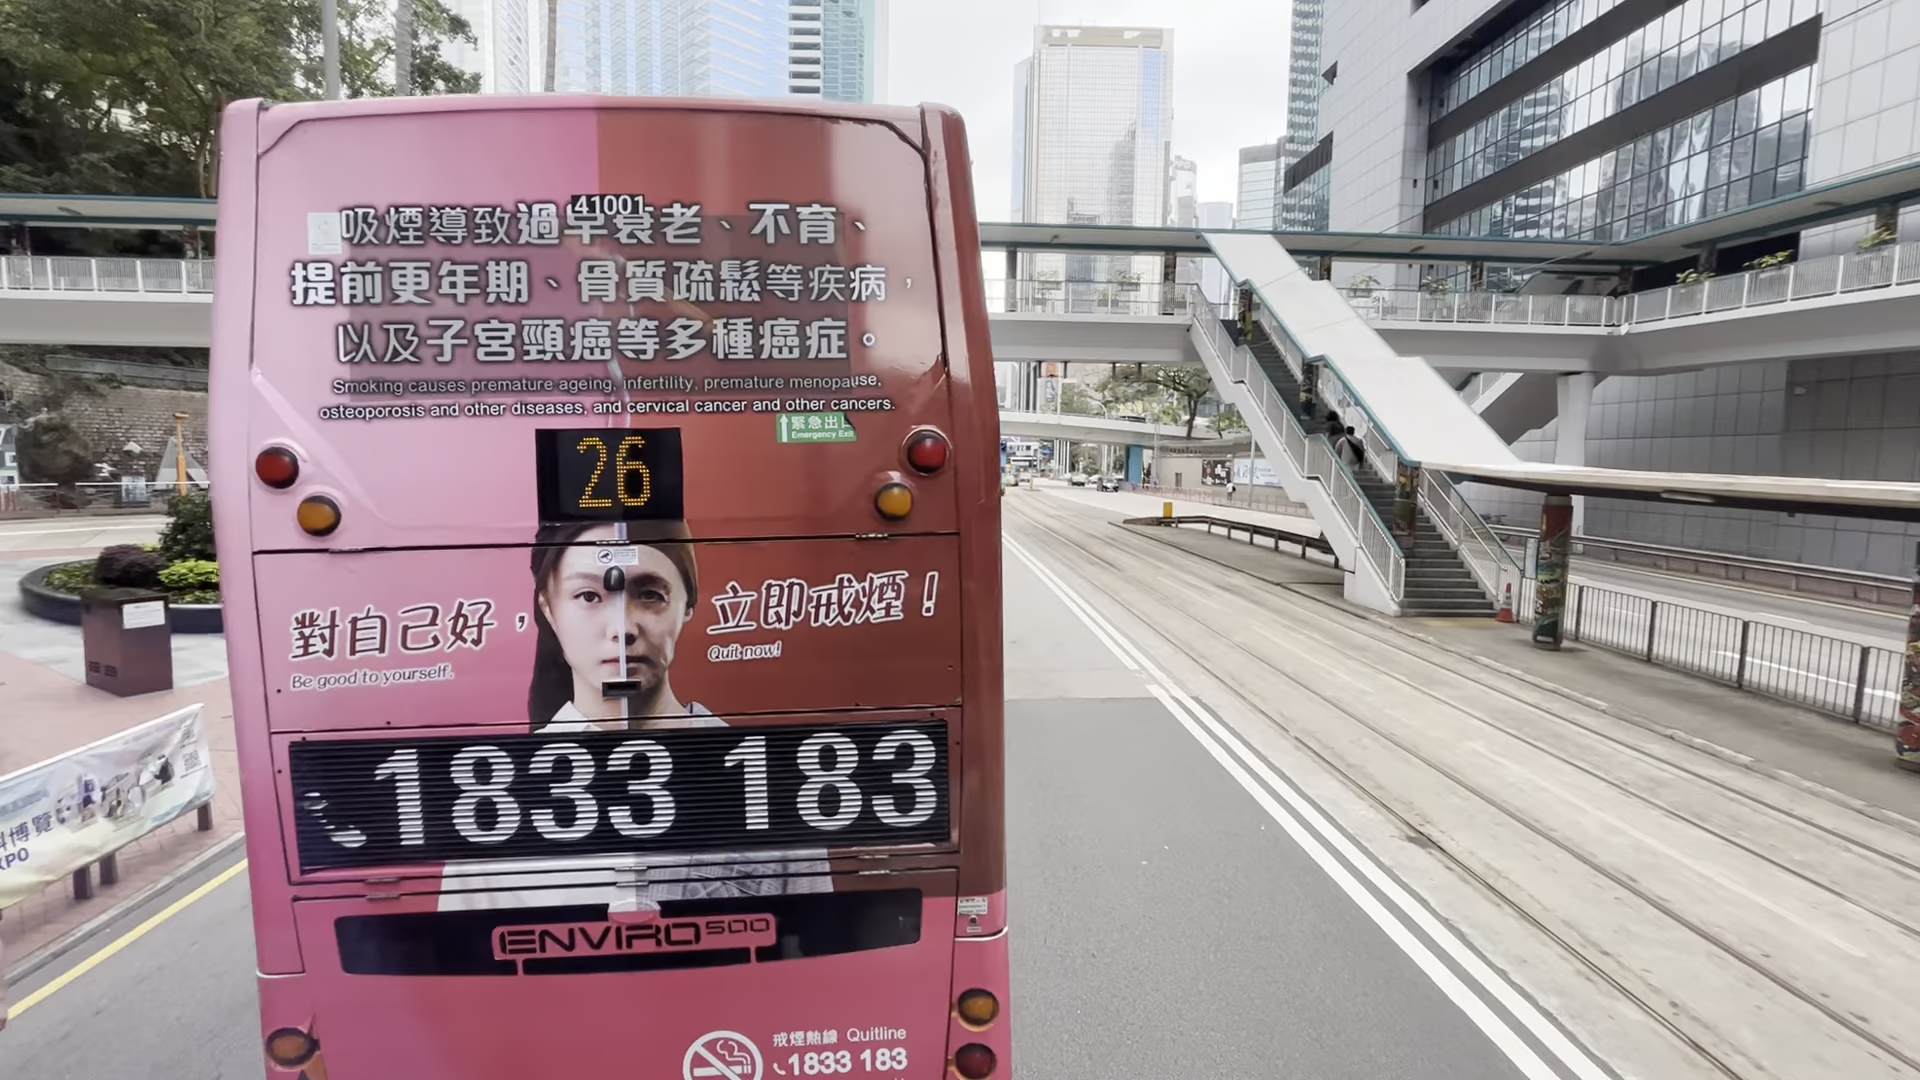 41001
吸煙導致過早衰老、不育、
提前更年期、骨質疏鬆等疾病，
以及子宮頸癌等多種癌症。
Smoking causes premature ageing, infertility, premature menopause,
osteoporosis and other diseases, and cervical cancer and other cancers.
緊急出口
Emergency Exit
26
對自己好，
立即戒煙！
Be good to yourself.
Quit now!
1833 183
博覽
XPO
ENVIRO500
戒煙熱線 Quitline
1833 183